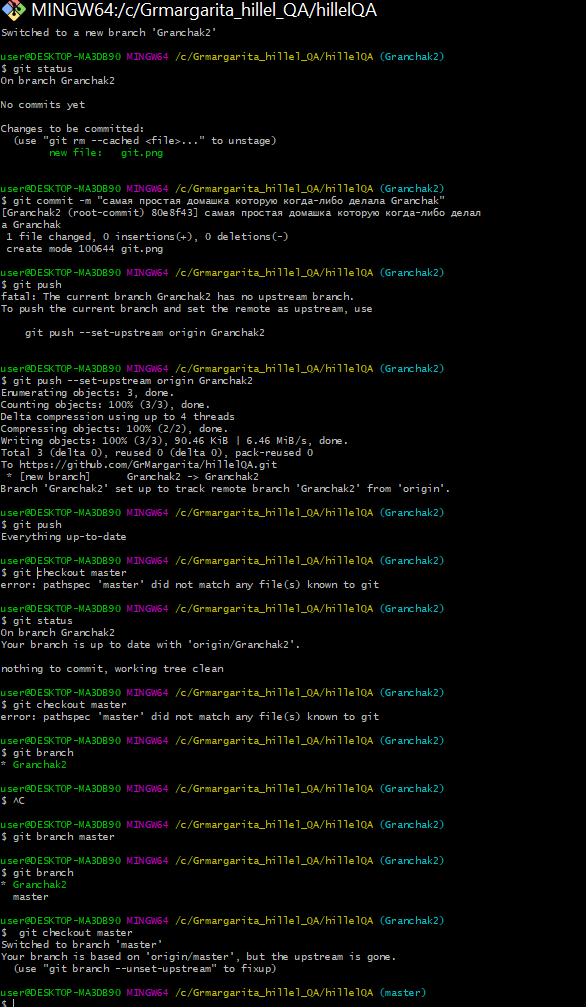 MINGW64:/c/Grmargarita_hillel_QA/hillelQA
Switched to a new branch 'Granchak2'
user@DESKTOP-MA3DB9O MINGW64 /c/Grmargarita_hillel_QA/hillelQA (Granchak2)
$ git status
On branch Granchak2
No commits yet
Changes to be committed:
(use "git rm --cached <file>..." to unstage)
new file: git.png
user@DESKTOP-MA3DB9O MINGW64 /c/Grmargarita_hillel_QA/hillelQA (Granchak2)
$ git commit -m "самая простая домашка которую когда-либо делала Granchak"
[Granchak2 (root-commit) 80e8f43] самая простая домашка которую когда-либо делал
а Granchak
1 file changed, 0 insertions(+), 0 deletions(-)
create mode 100644 git.png
user@DESKTOP-MA3DB9O MINGW64 /c/Grmargarita_hillel_QA/hillelQA (Granchak2)
$ git push
fatal: The current branch Granchak2 has no upstream branch.
To push the current branch and set the remote as upstream, use
git push --set-upstream origin Granchak2
user@DESKTOP-MA3DB9O MINGW64 /c/Grmargarita_hillel_QA/hillelQA (Granchak2)
$ git push --set-upstream origin Granchak2
Enumerating objects: 3, done.
Counting objects: 100% (3/3), done.
Delta compression using up to 4 threads
Compressing objects: 100% (2/2), done.
Writing objects: 100% (3/3), 90.46 KiB | 6.46 MiB/s, done.
Total 3 (delta 0), reused 0 (delta 0), pack-reused 0
To https://github.com/GrMargarita/hillelQA.git
* [new branch] Granchak2 -> Granchak2
Branch 'Granchak2' set up to track remote branch 'Granchak2' from 'origin'.
user@DESKTOP-MA3DB9O MINGW64 /c/Grmargarita_hillel_QA/hillelQA (Granchak2)
$ git push
Everything up-to-date
user@DESKTOP-MA3DB9O MINGW64 /c/Grmargarita_hillel_QA/hillelQA (Granchak2)
$ git checkout master
error: pathspec 'master' did not match any file(s) known to git
user@DESKTOP-MA3DB9O MINGW64 /c/Grmargarita_hillel_QA/hillelQA (Granchak2)
$ git status
On branch Granchak2
Your branch is up to date with 'origin/Granchak2'.
nothing to commit, working tree clean
user@DESKTOP-MA3DB9O MINGW64 /c/Grmargarita_hillel_QA/hillelQA (Granchak2)
$ git checkout master
error: pathspec 'master' did not match any file(s) known to git
user@DESKTOP-MA3DB9O MINGW64 /c/Grmargarita_hillel_QA/hillelQA (Granchak2)
$ git branch
* Granchak2
user@DESKTOP-MA3DB9O MINGW64 /c/Grmargarita_hillel_QA/hillelQA (Granchak2)
$ ^C
user@DESKTOP-MA3DB9O MINGW64 /c/Grmargarita_hillel_QA/hillelQA (Granchak2)
$ git branch master
user@DESKTOP-MA3DB9O MINGW64 /c/Grmargarita_hillel_QA/hillelQA (Granchak2)
$ git branch
* Granchak2
master
user@DESKTOP-MA3DB9O MINGW64 /c/Grmargarita_hillel_QA/hillelQA (Granchak2)
$ git checkout master
Switched to branch 'master'
Your branch is based on 'origin/master', but the upstream is gone.
(use "git branch --unset-upstream" to fixup)
user@DESKTOP-MA3DB9O MINGW64 /c/Grmargarita_hillel_QA/hillelQA (master)
$